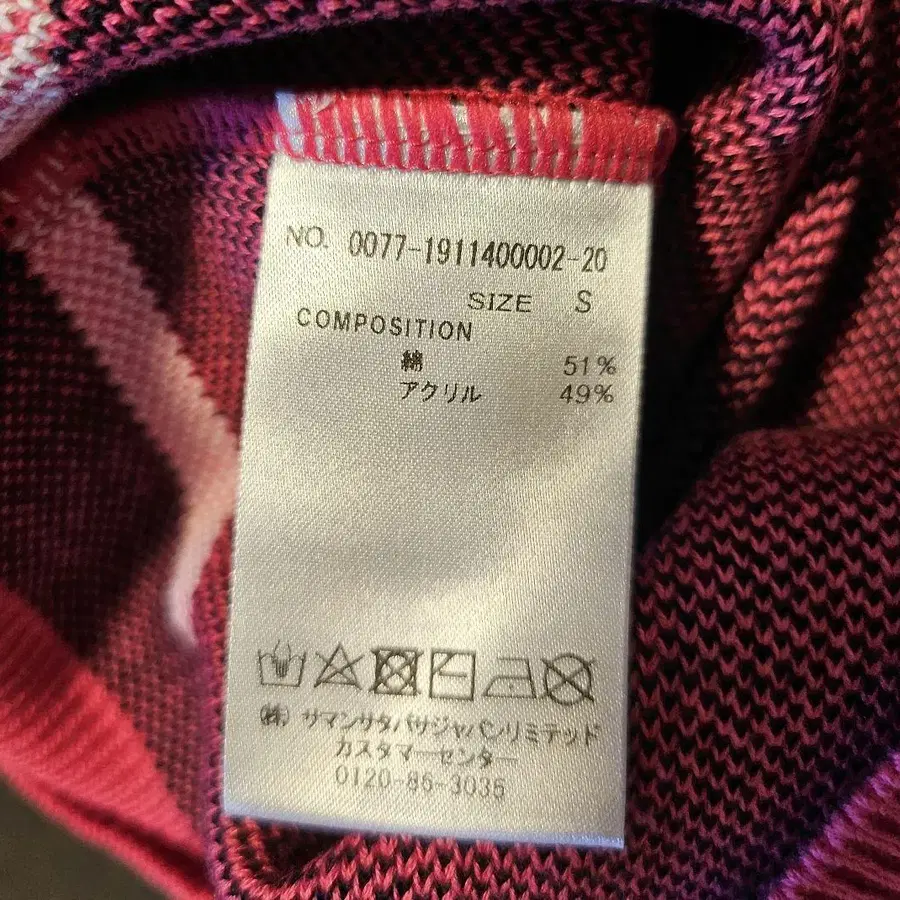 NO. 0077-1911400002-20
SIZE S
COMPOSITION
綿 51%
アクリル 49%
(株) サマンサタバサジャパンリミテッド
カスタマーセンター
0120-86-3035